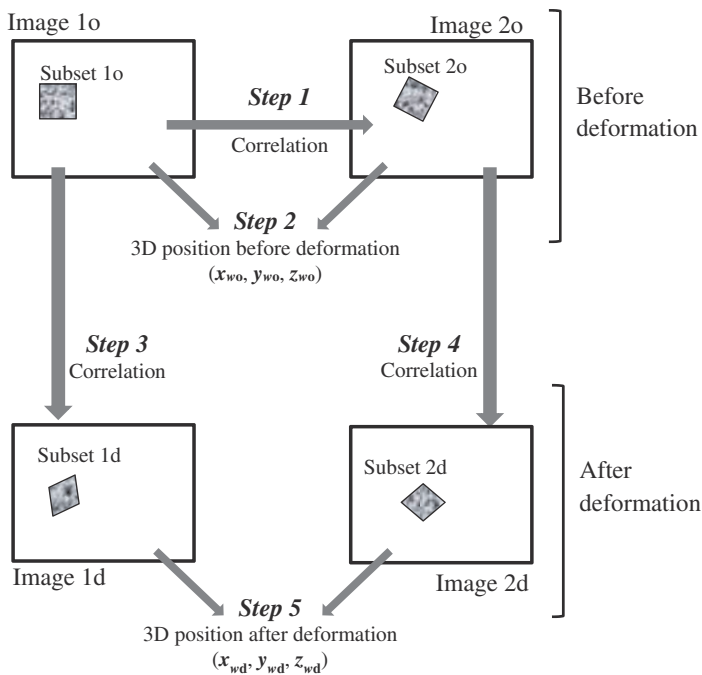 Image 1o
Image 2o
Subset 1o
Subset 2o
Step 1
Correlation
Before
deformation
Step 2
3D position before deformation
(xwo, ywo, zwo)
Step 3
Correlation
Step 4
Correlation
Subset 1d
Subset 2d
After
deformation
Image 1d
Image 2d
Step 5
3D position after deformation
(xwd, ywd, zwd)